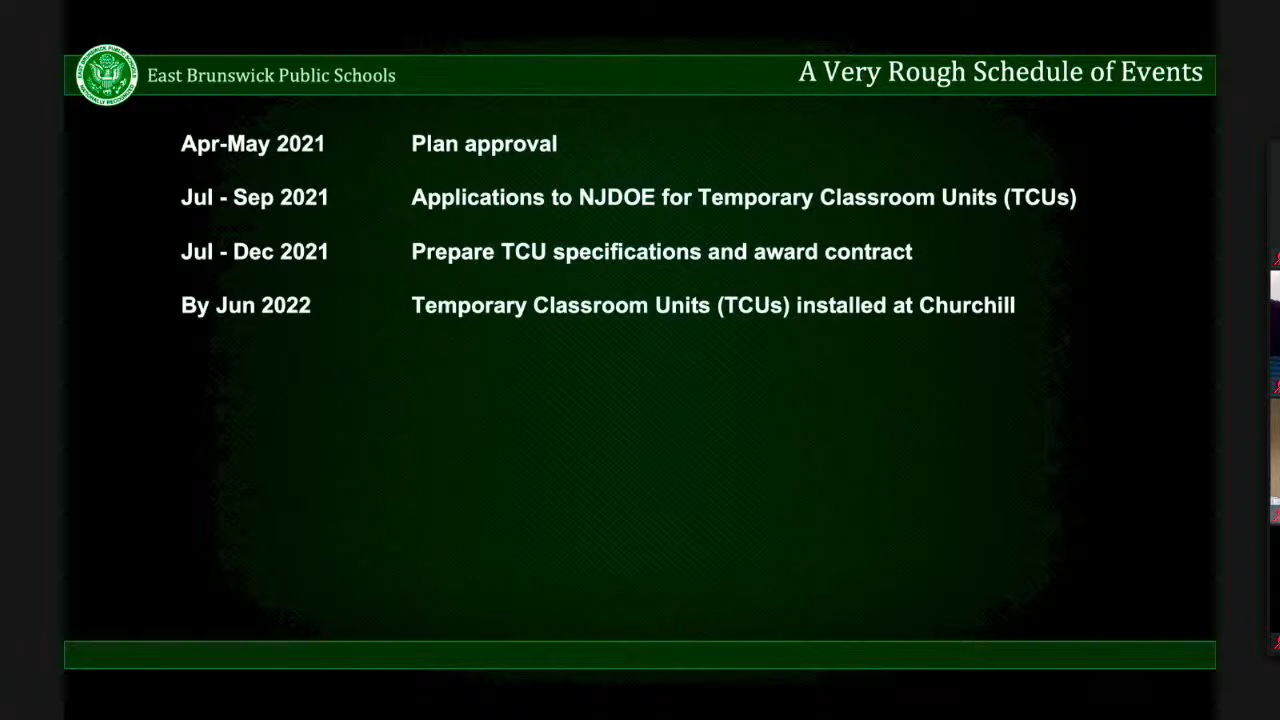 East Brunswick Public Schools
A Very Rough Schedule of Events
Apr-May 2021 Plan approval
Jul - Sep 2021 Applications to NJDOE for Temporary Classroom Units (TCUs)
Jul - Dec 2021 Prepare TCU specifications and award contract
By Jun 2022 Temporary Classroom Units (TCUs) installed at Churchill